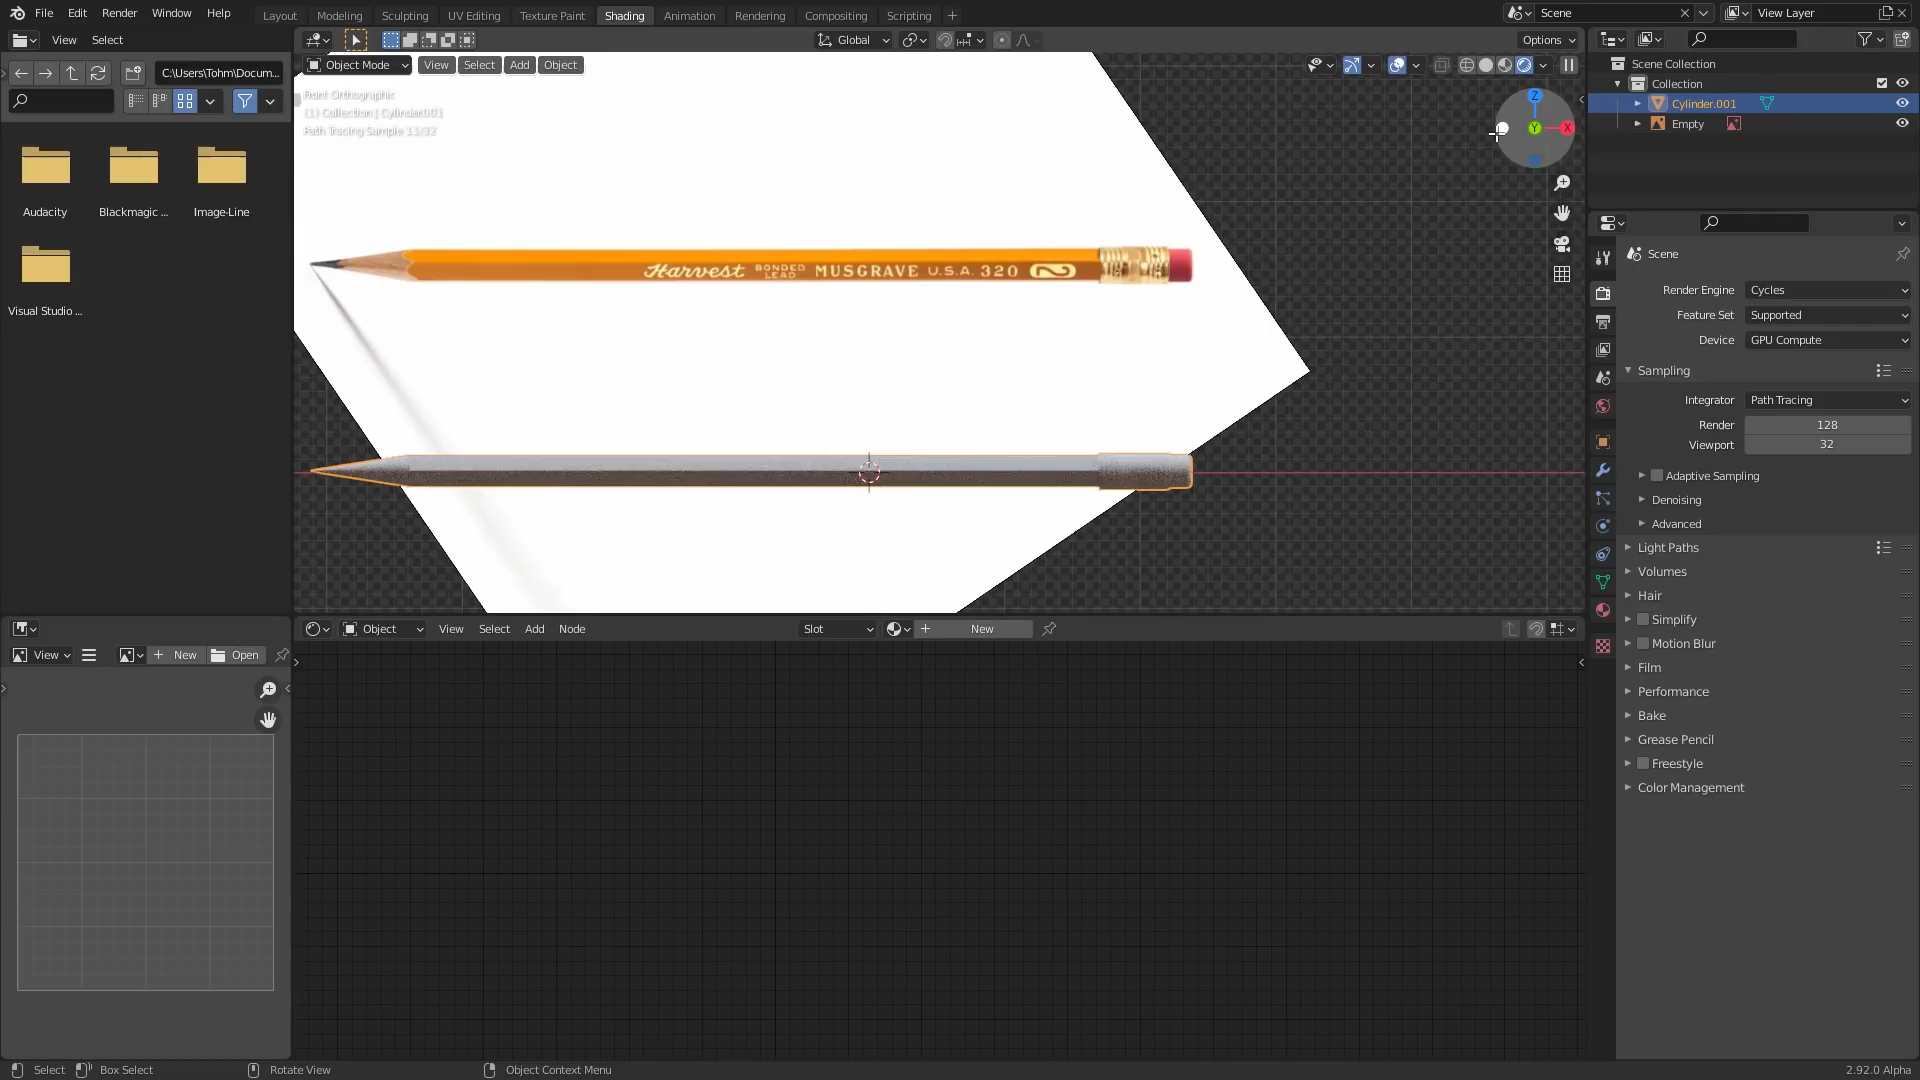 File Edit Render Window Help
Layout Modeling Sculpting UV Editing Texture Paint Shading Animation Rendering Compositing Scripting +
Scene
View Layer
View Select
Global
Options
C:\Users\Tohm\Docum...
Object Mode View Select Add Object
Front Orthographic
(1) Collection | Cylinder.001
Path Tracing Sample 13/32
Z
Y
X
Scene Collection
Collection
Cylinder.001
Empty
Audacity
Blackmagic ...
Image-Line
Visual Studio ...
Harvest BONDED LEAD MUSGRAVE U.S.A. 320 2
Scene
Render Engine Cycles
Feature Set Supported
Device GPU Compute
Sampling
Integrator Path Tracing
Render 128
Viewport 32
Adaptive Sampling
Denoising
Advanced
Light Paths
Volumes
Hair
Simplify
Motion Blur
Film
Performance
Bake
Grease Pencil
Freestyle
Color Management
Object View Select Add Node
Slot
+ New
View + New Open
Select Box Select Rotate View Object Context Menu
2.92.0 Alpha